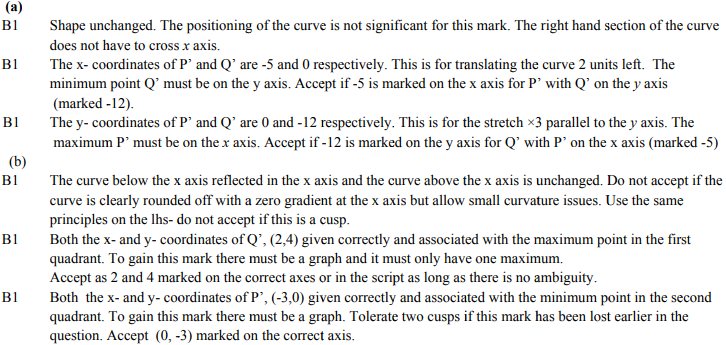 (a)
B1 Shape unchanged. The positioning of the curve is not significant for this mark. The right hand section of the curve
does not have to cross x axis.
B1 The x- coordinates of P' and Q' are -5 and 0 respectively. This is for translating the curve 2 units left. The
minimum point Q' must be on the y axis. Accept if -5 is marked on the x axis for P' with Q' on the y axis
(marked -12).
B1 The y- coordinates of P' and Q' are 0 and -12 respectively. This is for the stretch ×3 parallel to the y axis. The
maximum P' must be on the x axis. Accept if -12 is marked on the y axis for Q' with P' on the x axis (marked -5)
(b)
B1 The curve below the x axis reflected in the x axis and the curve above the x axis is unchanged. Do not accept if the
curve is clearly rounded off with a zero gradient at the x axis but allow small curvature issues. Use the same
principles on the lhs- do not accept if this is a cusp.
B1 Both the x- and y- coordinates of Q', (2,4) given correctly and associated with the maximum point in the first
quadrant. To gain this mark there must be a graph and it must only have one maximum.
Accept as 2 and 4 marked on the correct axes or in the script as long as there is no ambiguity.
B1 Both the x- and y- coordinates of P', (-3,0) given correctly and associated with the minimum point in the second
quadrant. To gain this mark there must be a graph. Tolerate two cusps if this mark has been lost earlier in the
question. Accept (0, -3) marked on the correct axis.